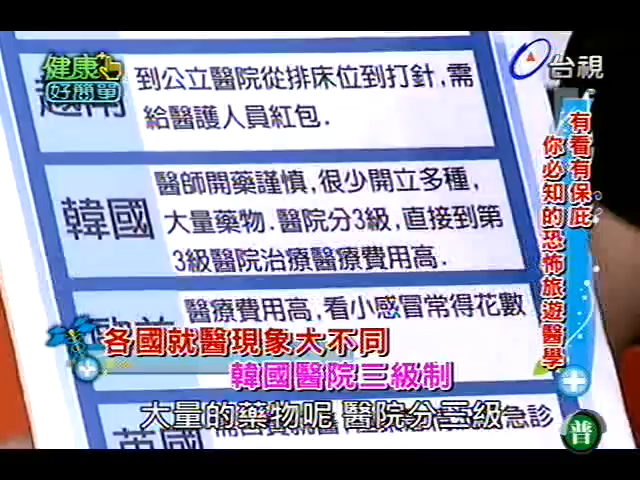 健康
好簡單
台視
越南
到公立醫院從排床位到打針,需
給醫護人員紅包.
韓國
醫師開藥謹慎,很少開立多種,
大量藥物.醫院分3級,直接到第
3級醫院治療醫療費用高.
醫療費用高,看小感冒常得花數
英國
急診
有看有保庇
你必知的恐怖旅遊醫學
各國就醫現象大不同
韓國醫院三級制
大量的藥物呢 醫院分三級
普